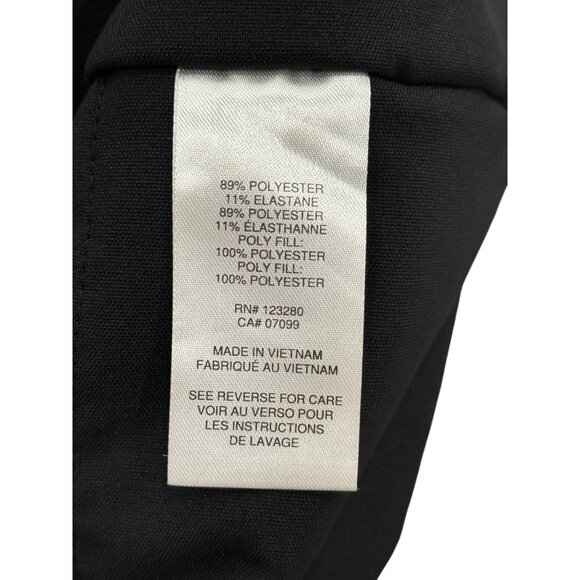 89% POLYESTER
11% ELASTANE
89% POLYESTER
11% ÉLASTHANNE
POLY FILL:
100% POLYESTER
POLY FILL:
100% POLYESTER
RN# 123280
CA# 07099
MADE IN VIETNAM
FABRIQUÉ AU VIETNAM
SEE REVERSE FOR CARE
VOIR AU VERSO POUR
LES INSTRUCTIONS
DE LAVAGE